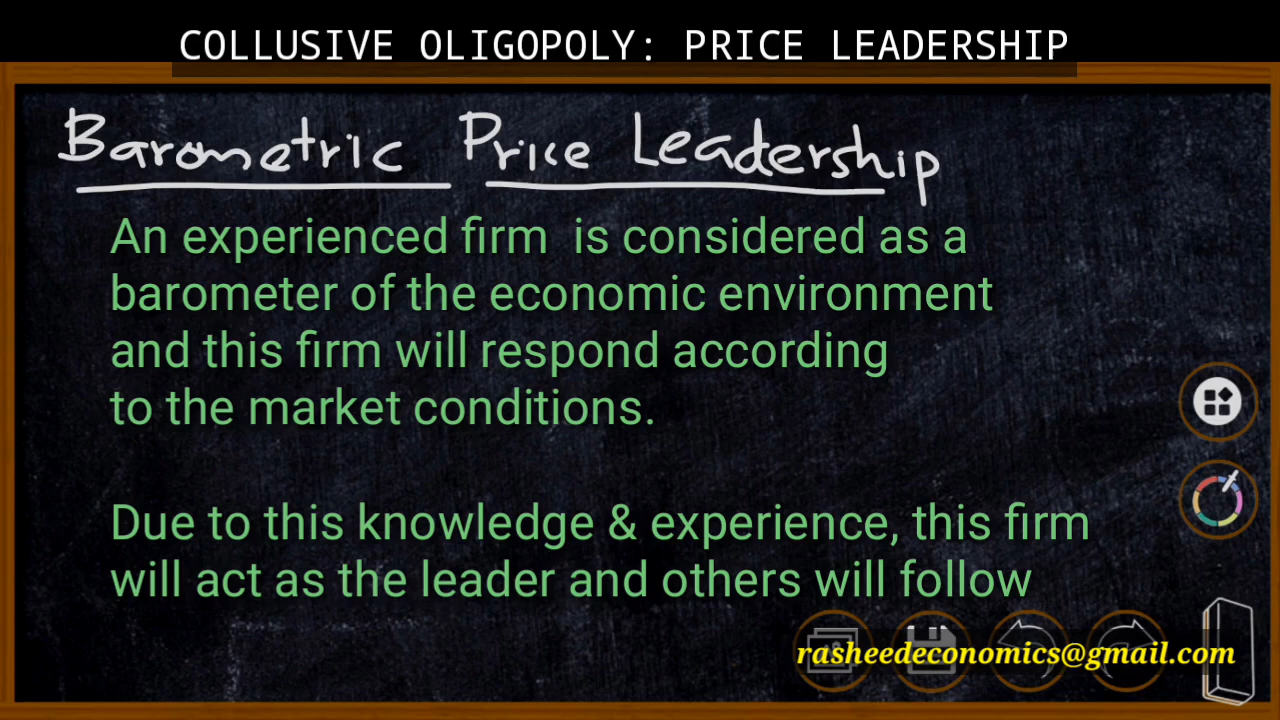 COLLUSIVE OLIGOPOLY: PRICE LEADERSHIP
Barometric Price Leadership
An experienced firm is considered as a
barometer of the economic environment
and this firm will respond according
to the market conditions.
Due to this knowledge & experience, this firm
will act as the leader and others will follow
rasheedeconomics@gmail.com